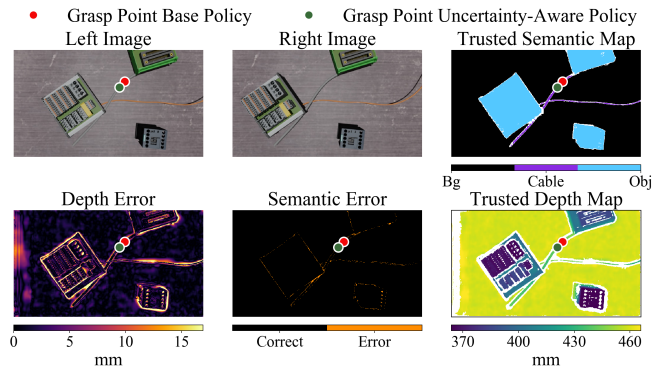 Grasp Point Base Policy Grasp Point Uncertainty-Aware Policy
Left Image Right Image Trusted Semantic Map
Bg Cable Obj
Depth Error Semantic Error Trusted Depth Map
0 5 10 15 Correct Error 370 400 430 460
mm mm